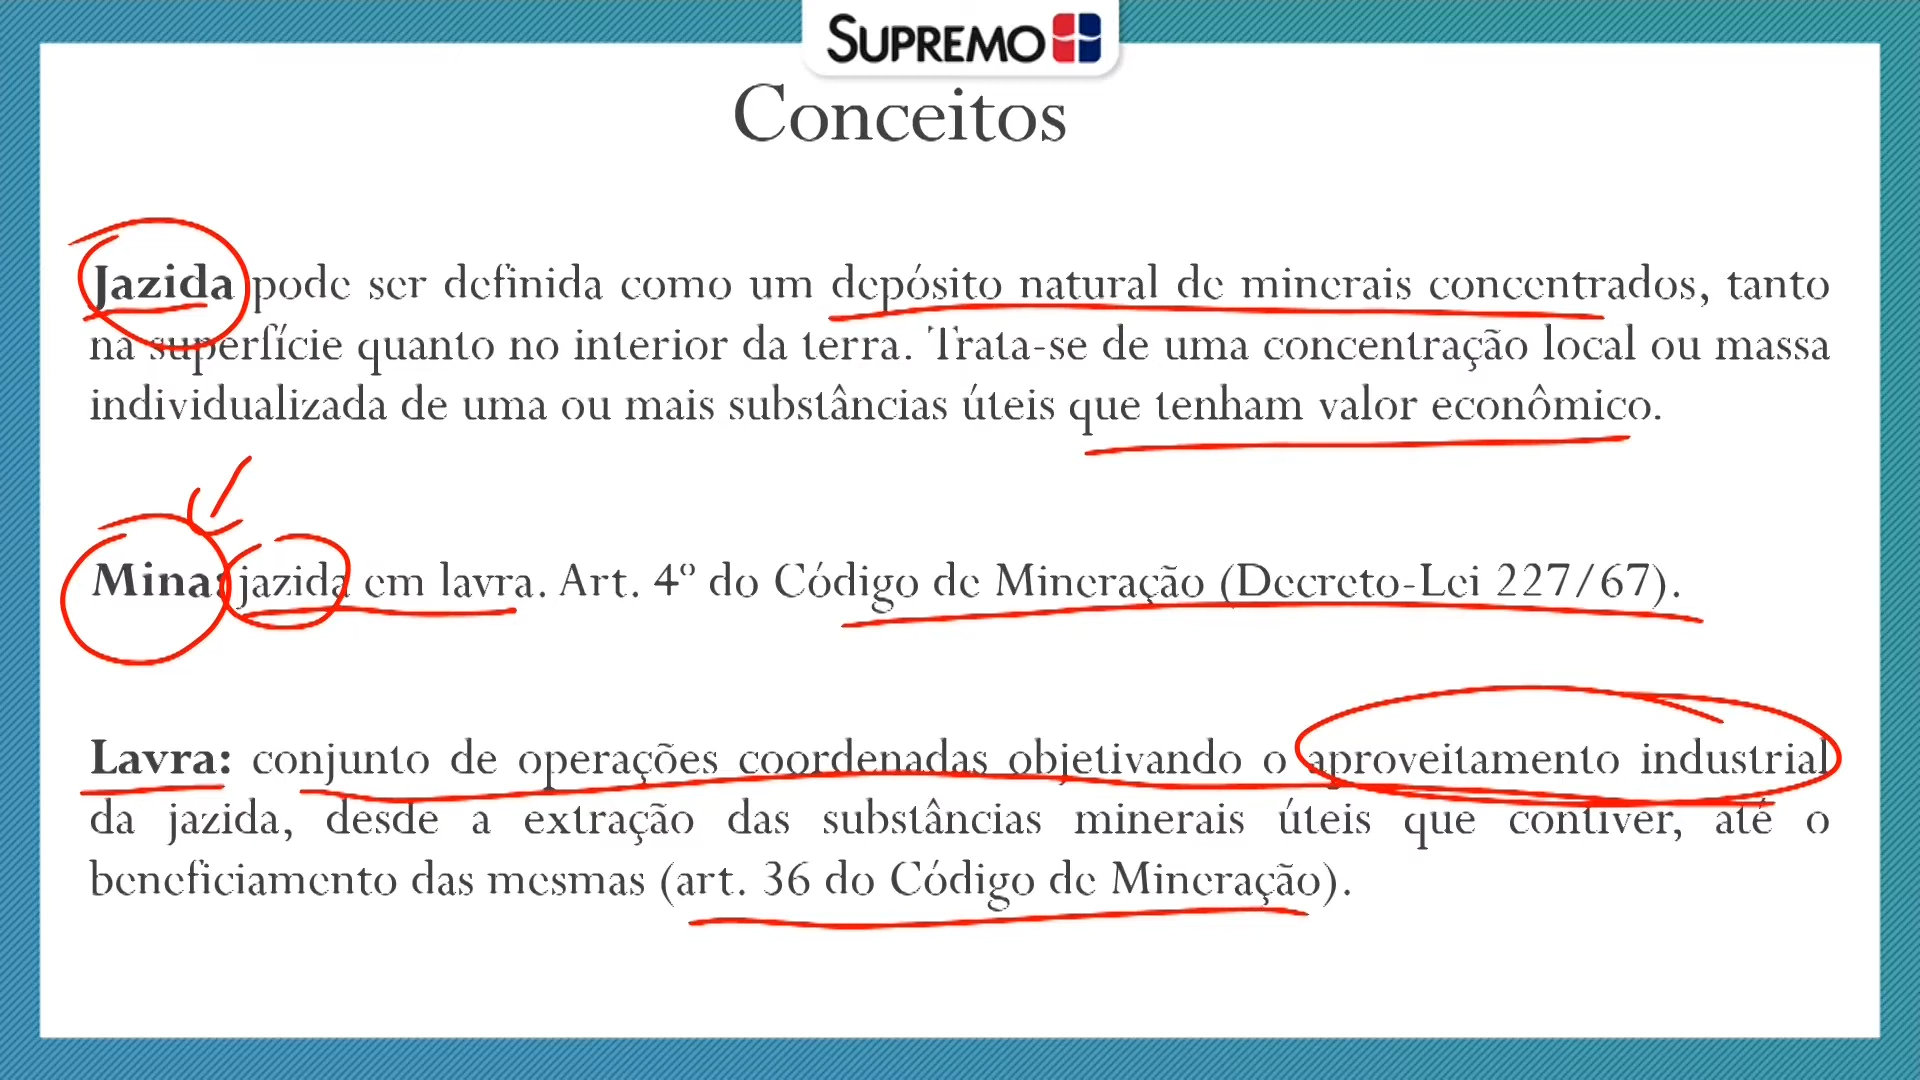 SUPREMO
Conceitos
Jazida pode ser definida como um depósito natural de minerais concentrados, tanto
na superfície quanto no interior da terra. Trata-se de uma concentração local ou massa
individualizada de uma ou mais substâncias úteis que tenham valor econômico.
Mina: jazida em lavra. Art. 4º do Código de Mineração (Decreto-Lei 227/67).
Lavra: conjunto de operações coordenadas objetivando o aproveitamento industrial
da jazida, desde a extração das substâncias minerais úteis que contiver, até o
beneficiamento das mesmas (art. 36 do Código de Mineração).